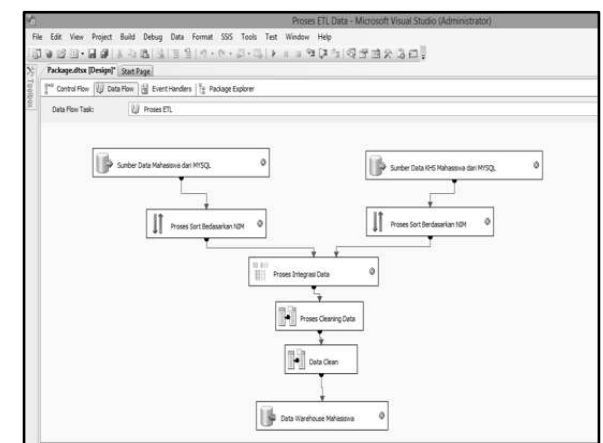 Proses ETL Data - Microsoft Visual Studio (Administrator)
File Edit View Project Build Debug Data Format SSIS Tools Test Window Help
Package.dtsx [Design]* Start Page
Toolbox
Control Flow Data Flow Event Handlers Package Explorer
Data Flow Task: Proses ETL
Sumber Data Mahasiswa dari MYSQL
Sumber Data KHS Mahasiswa dari MYSQL
Proses Sort Bedasarkan NIM
Proses Sort Berdasarkan NIM
Proses Integrasi Data
Proses Cleaning Data
Data Clean
Data Warehouse Mahasiswa